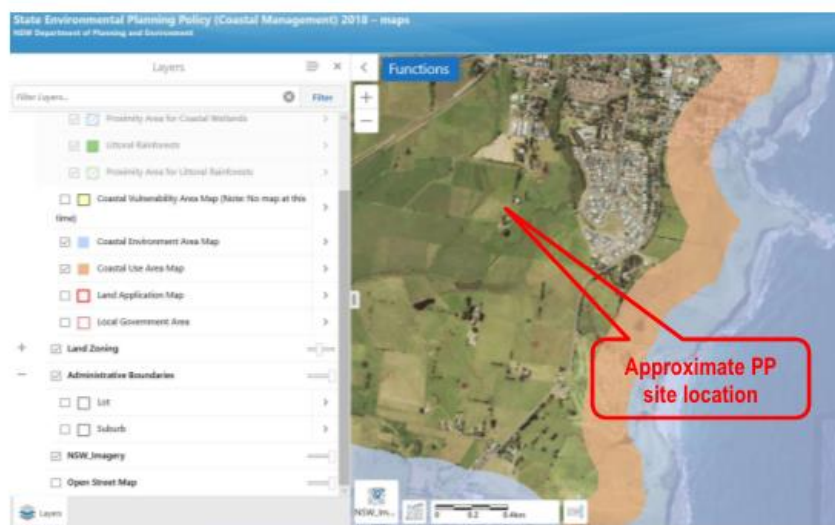 State Environmental Planning Policy (Coastal Management) 2018 – maps
NSW Department of Planning and Environment
Layers
Filter Layers...
Filter
Proximity Area for Coastal Wetlands
Littoral Rainforests
Proximity Area for Littoral Rainforests
Coastal Vulnerability Area Map (Note: No map at this
time)
Coastal Environment Area Map
Coastal Use Area Map
Land Application Map
Local Government Area
Land Zoning
Administrative Boundaries
Lot
Suburb
NSW_Imagery
Open Street Map
Layers
Functions
Approximate PP
site location
NSW_Im...
0 0.2 0.4km